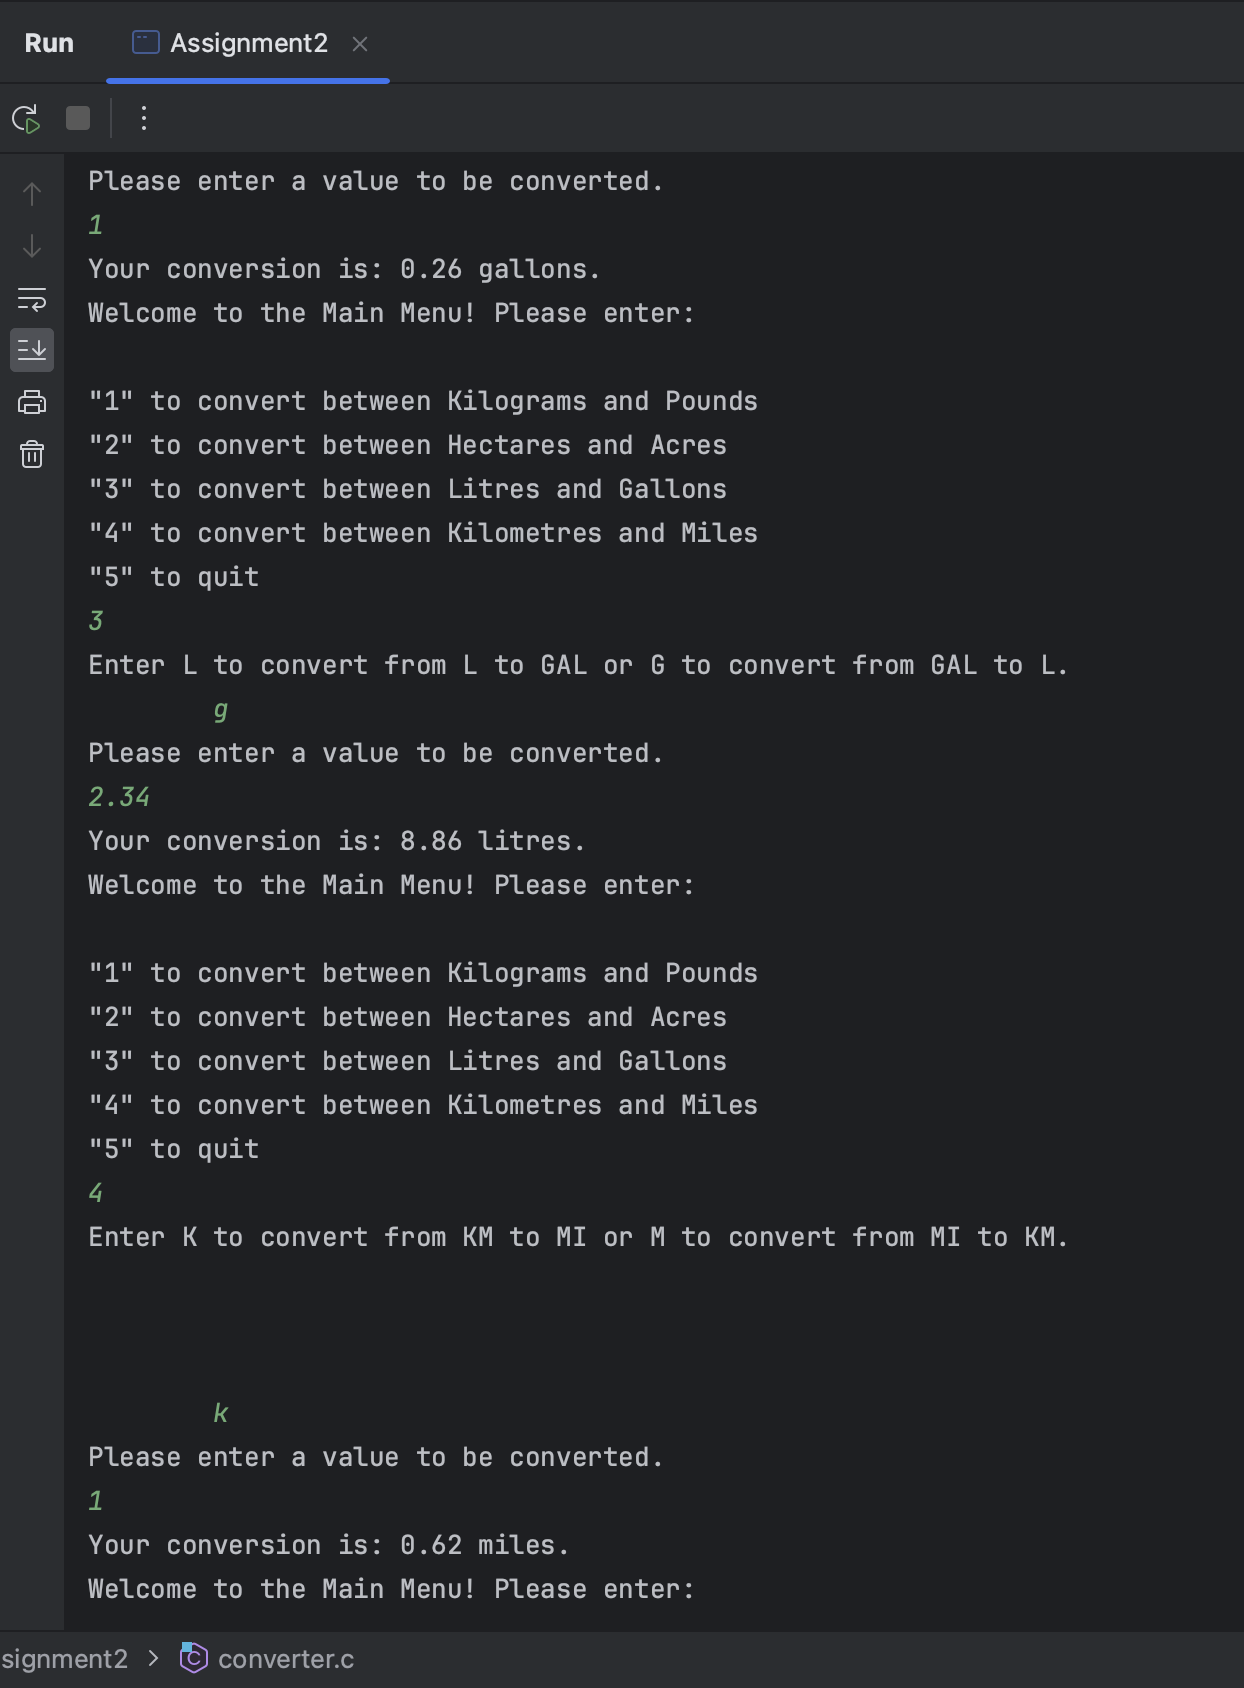 Run Assignment2
Please enter a value to be converted.
1
Your conversion is: 0.26 gallons.
Welcome to the Main Menu! Please enter:
"1" to convert between Kilograms and Pounds
"2" to convert between Hectares and Acres
"3" to convert between Litres and Gallons
"4" to convert between Kilometres and Miles
"5" to quit
3
Enter L to convert from L to GAL or G to convert from GAL to L.
g
Please enter a value to be converted.
2.34
Your conversion is: 8.86 litres.
Welcome to the Main Menu! Please enter:
"1" to convert between Kilograms and Pounds
"2" to convert between Hectares and Acres
"3" to convert between Litres and Gallons
"4" to convert between Kilometres and Miles
"5" to quit
4
Enter K to convert from KM to MI or M to convert from MI to KM.
k
Please enter a value to be converted.
1
Your conversion is: 0.62 miles.
Welcome to the Main Menu! Please enter:
signment2 > converter.c